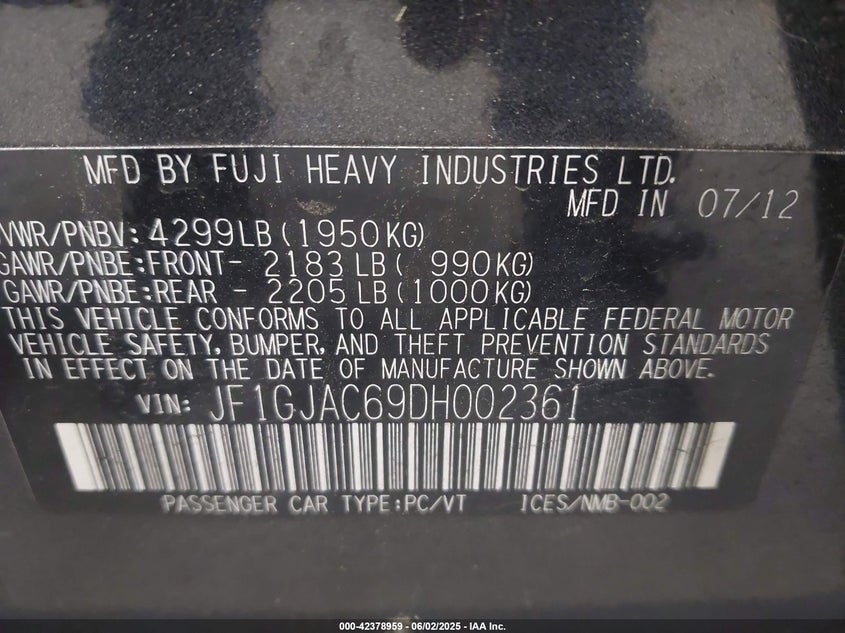 MFD BY FUJI HEAVY INDUSTRIES LTD.
MFD IN 07/12
VWR/PNBV: 4299LB (1950KG)
GAWR/PNBE:FRONT- 2183 LB ( 990KG)
GAWR/PNBE:REAR - 2205 LB (1000KG)
THIS VEHICLE CONFORMS TO ALL APPLICABLE FEDERAL MOTOR
VEHICLE SAFETY, BUMPER, AND THEFT PREVENTION STANDARDS
IN EFFECT ON THE DATE OF MANUFACTURE SHOWN ABOVE.
VIN: JF1GJAC69DH002361
PASSENGER CAR TYPE:PC/VT ICES/NMB-002
000-42378959 - 06/02/2025 - IAA Inc.